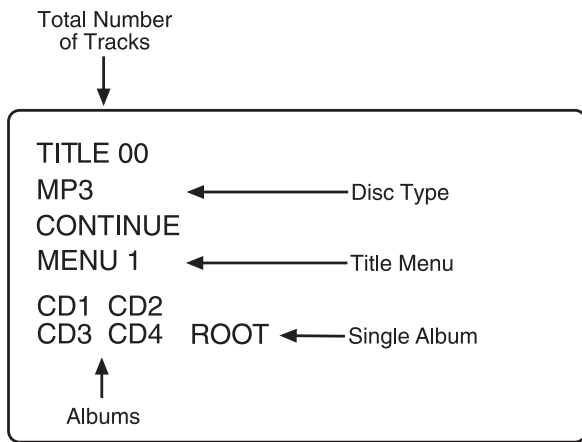 Total Number
of Tracks
TITLE 00
MP3
Disc Type
CONTINUE
MENU 1
Title Menu
CD1 CD2
CD3 CD4 ROOT
Single Album
Albums